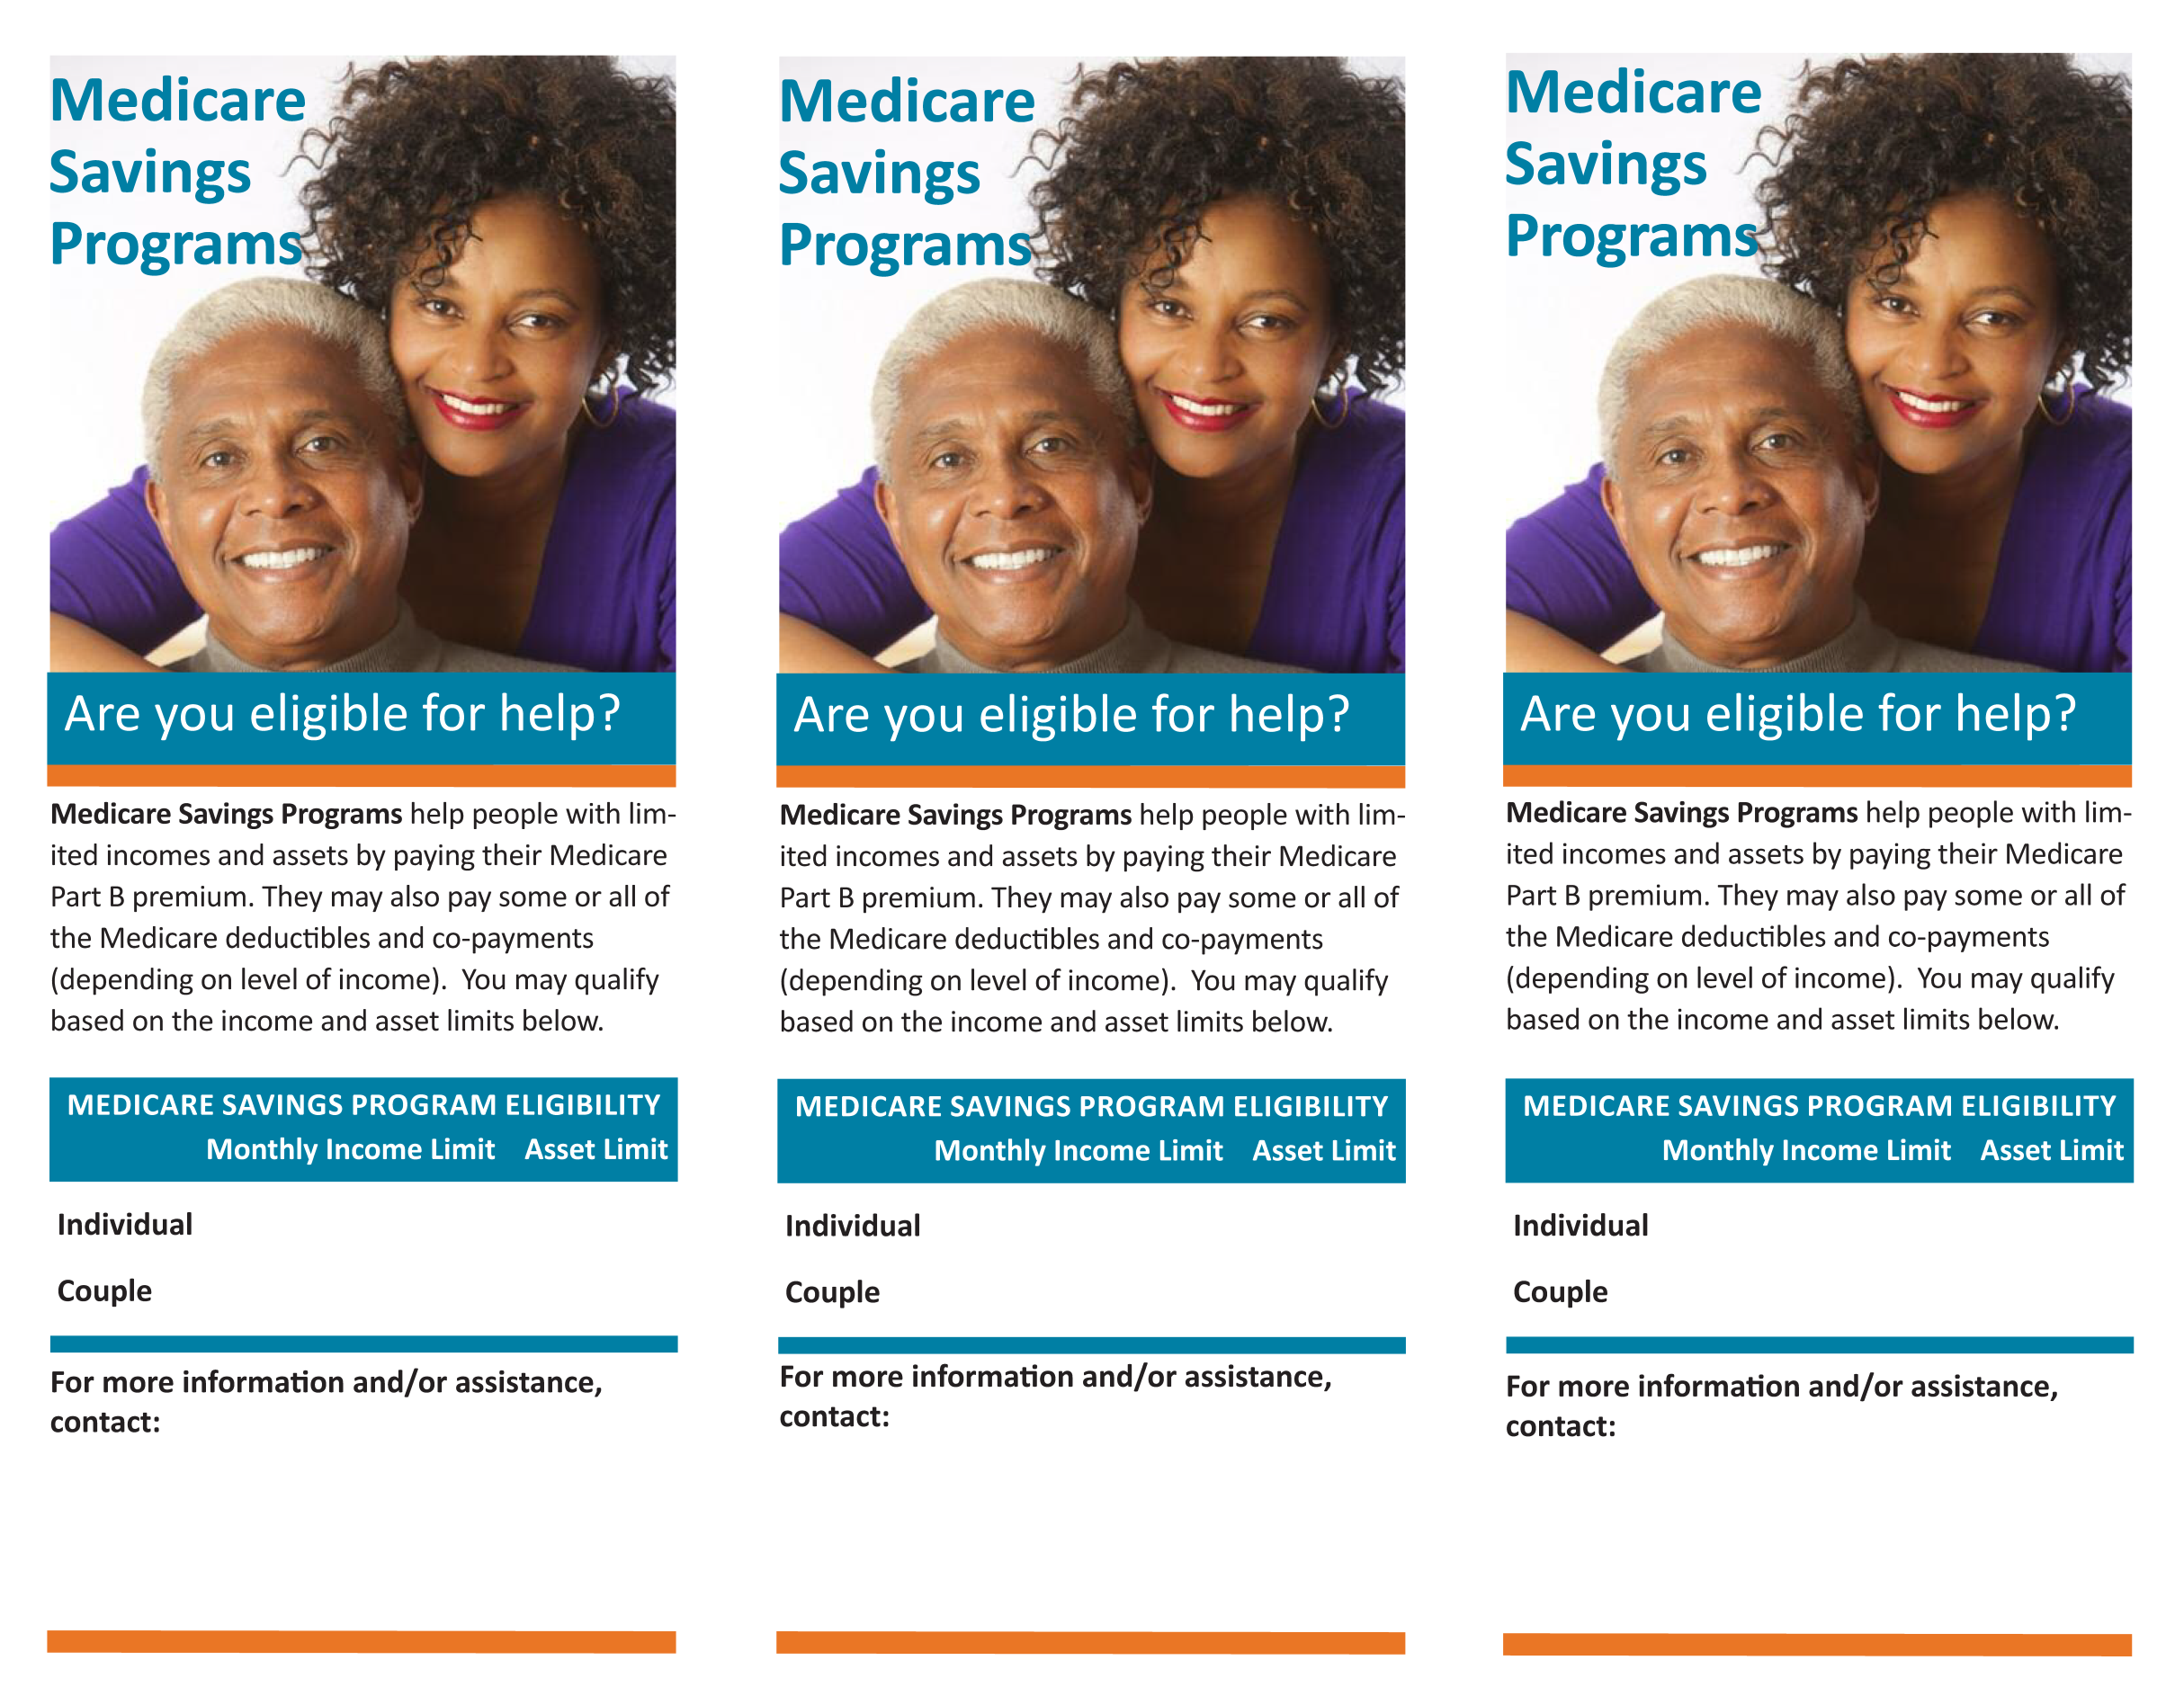 Medicare
Savings
Programs
Are you eligible for help?
Medicare Savings Programs help people with lim-
ited incomes and assets by paying their Medicare
Part B premium. They may also pay some or all of
the Medicare deductibles and co-payments
(depending on level of income).  You may qualify
based on the income and asset limits below.
MEDICARE SAVINGS PROGRAM ELIGIBILITY
Monthly Income Limit    Asset Limit
Individual
Couple
For more information and/or assistance,
contact:
Medicare
Savings
Programs
Are you eligible for help?
Medicare Savings Programs help people with lim-
ited incomes and assets by paying their Medicare
Part B premium. They may also pay some or all of
the Medicare deductibles and co-payments
(depending on level of income).  You may qualify
based on the income and asset limits below.
MEDICARE SAVINGS PROGRAM ELIGIBILITY
Monthly Income Limit    Asset Limit
Individual
Couple
For more information and/or assistance,
contact:
Medicare
Savings
Programs
Are you eligible for help?
Medicare Savings Programs help people with lim-
ited incomes and assets by paying their Medicare
Part B premium. They may also pay some or all of
the Medicare deductibles and co-payments
(depending on level of income).  You may qualify
based on the income and asset limits below.
MEDICARE SAVINGS PROGRAM ELIGIBILITY
Monthly Income Limit    Asset Limit
Individual
Couple
For more information and/or assistance,
contact: